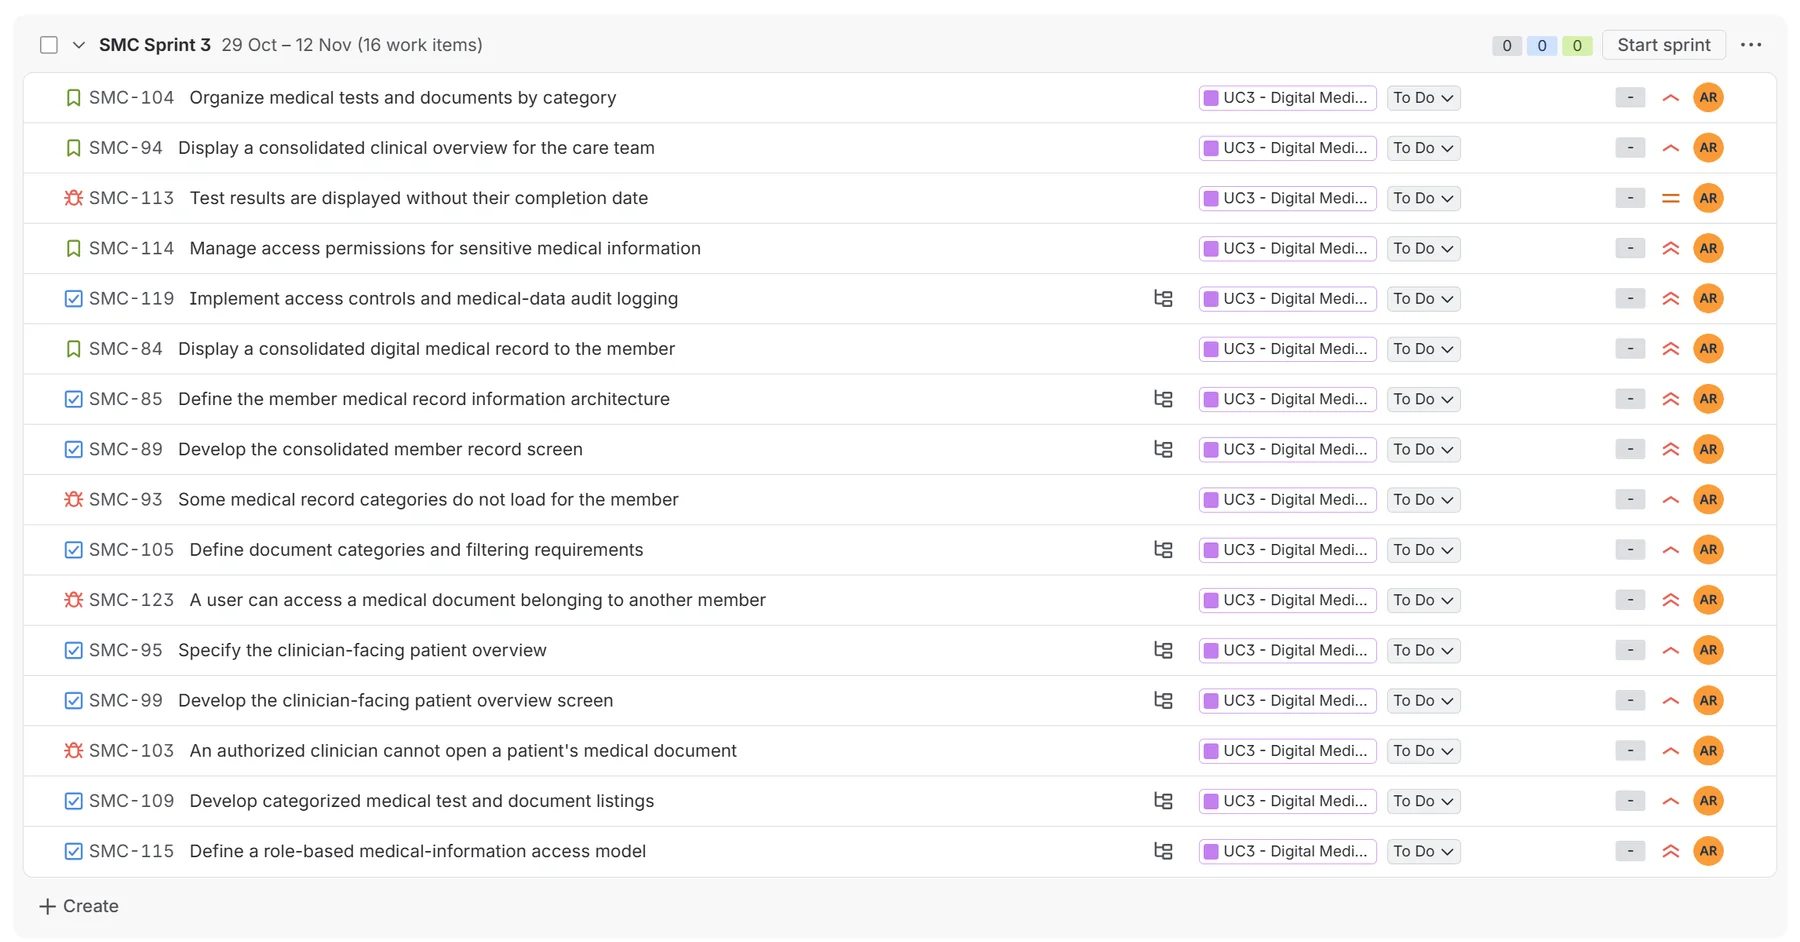 SMC Sprint 3 29 Oct – 12 Nov (16 work items) 0 0 0 Start sprint
SMC-104 Organize medical tests and documents by category UC3 - Digital Medi... To Do - AR
SMC-94 Display a consolidated clinical overview for the care team UC3 - Digital Medi... To Do - AR
SMC-113 Test results are displayed without their completion date UC3 - Digital Medi... To Do - AR
SMC-114 Manage access permissions for sensitive medical information UC3 - Digital Medi... To Do - AR
SMC-119 Implement access controls and medical-data audit logging UC3 - Digital Medi... To Do - AR
SMC-84 Display a consolidated digital medical record to the member UC3 - Digital Medi... To Do - AR
SMC-85 Define the member medical record information architecture UC3 - Digital Medi... To Do - AR
SMC-89 Develop the consolidated member record screen UC3 - Digital Medi... To Do - AR
SMC-93 Some medical record categories do not load for the member UC3 - Digital Medi... To Do - AR
SMC-105 Define document categories and filtering requirements UC3 - Digital Medi... To Do - AR
SMC-123 A user can access a medical document belonging to another member UC3 - Digital Medi... To Do - AR
SMC-95 Specify the clinician-facing patient overview UC3 - Digital Medi... To Do - AR
SMC-99 Develop the clinician-facing patient overview screen UC3 - Digital Medi... To Do - AR
SMC-103 An authorized clinician cannot open a patient's medical document UC3 - Digital Medi... To Do - AR
SMC-109 Develop categorized medical test and document listings UC3 - Digital Medi... To Do - AR
SMC-115 Define a role-based medical-information access model UC3 - Digital Medi... To Do - AR
Create